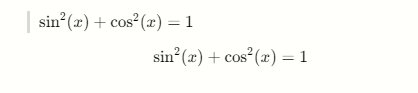 sin²(x) + cos²(x) = 1
sin²(x) + cos²(x) = 1